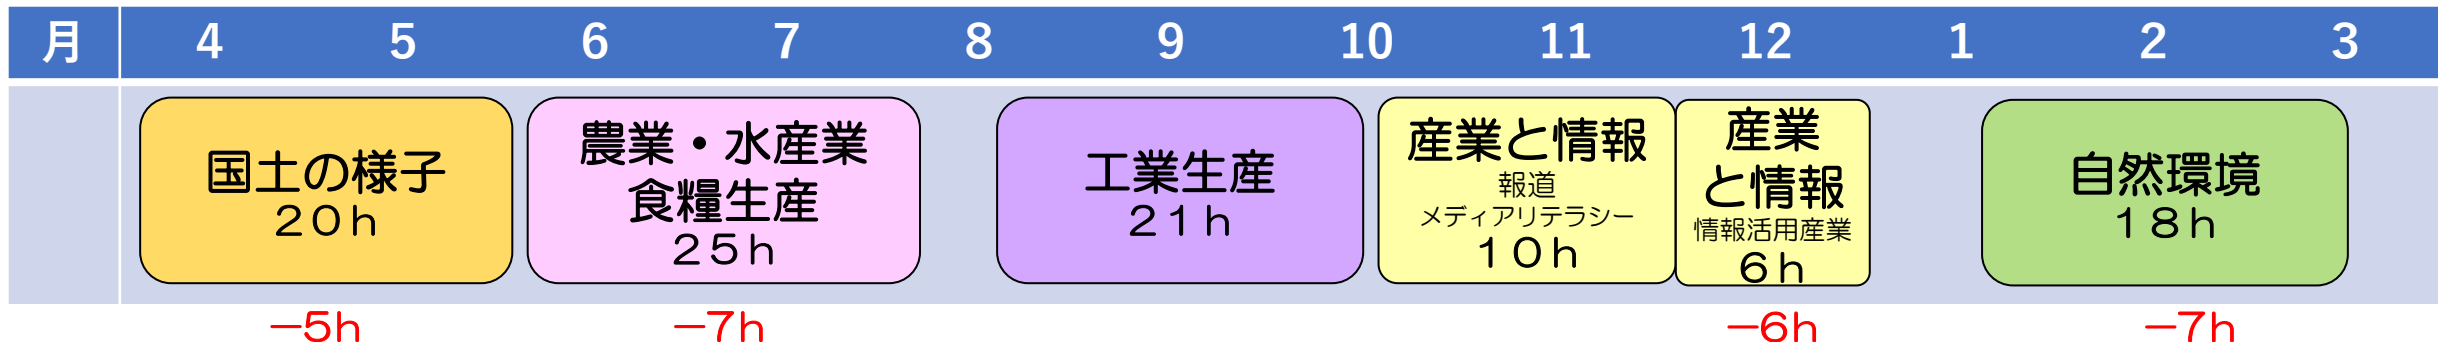 月 4 5 6 7 8 9 10 11 12 1 2 3
国土の様子
２０ｈ
農業・水産業
食糧生産
２５ｈ
工業生産
２１ｈ
産業と情報
報道
メディアリテラシー
１０ｈ
産業
と情報
情報活用産業
６ｈ
自然環境
１８ｈ
－5ｈ
－7ｈ
－6ｈ
－7ｈ